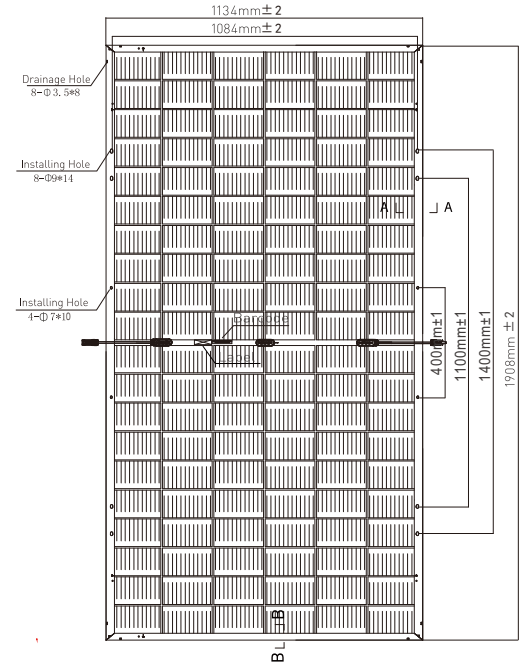 1134mm±2
1084mm±2
Drainage Hole
8-Φ3.5*8
Installing Hole
8-Φ9*14
A A
Installing Hole
4-Φ7*10
Barcode
Label
400mm±1
1100mm±1
1400mm±1
1908mm±2
B
B